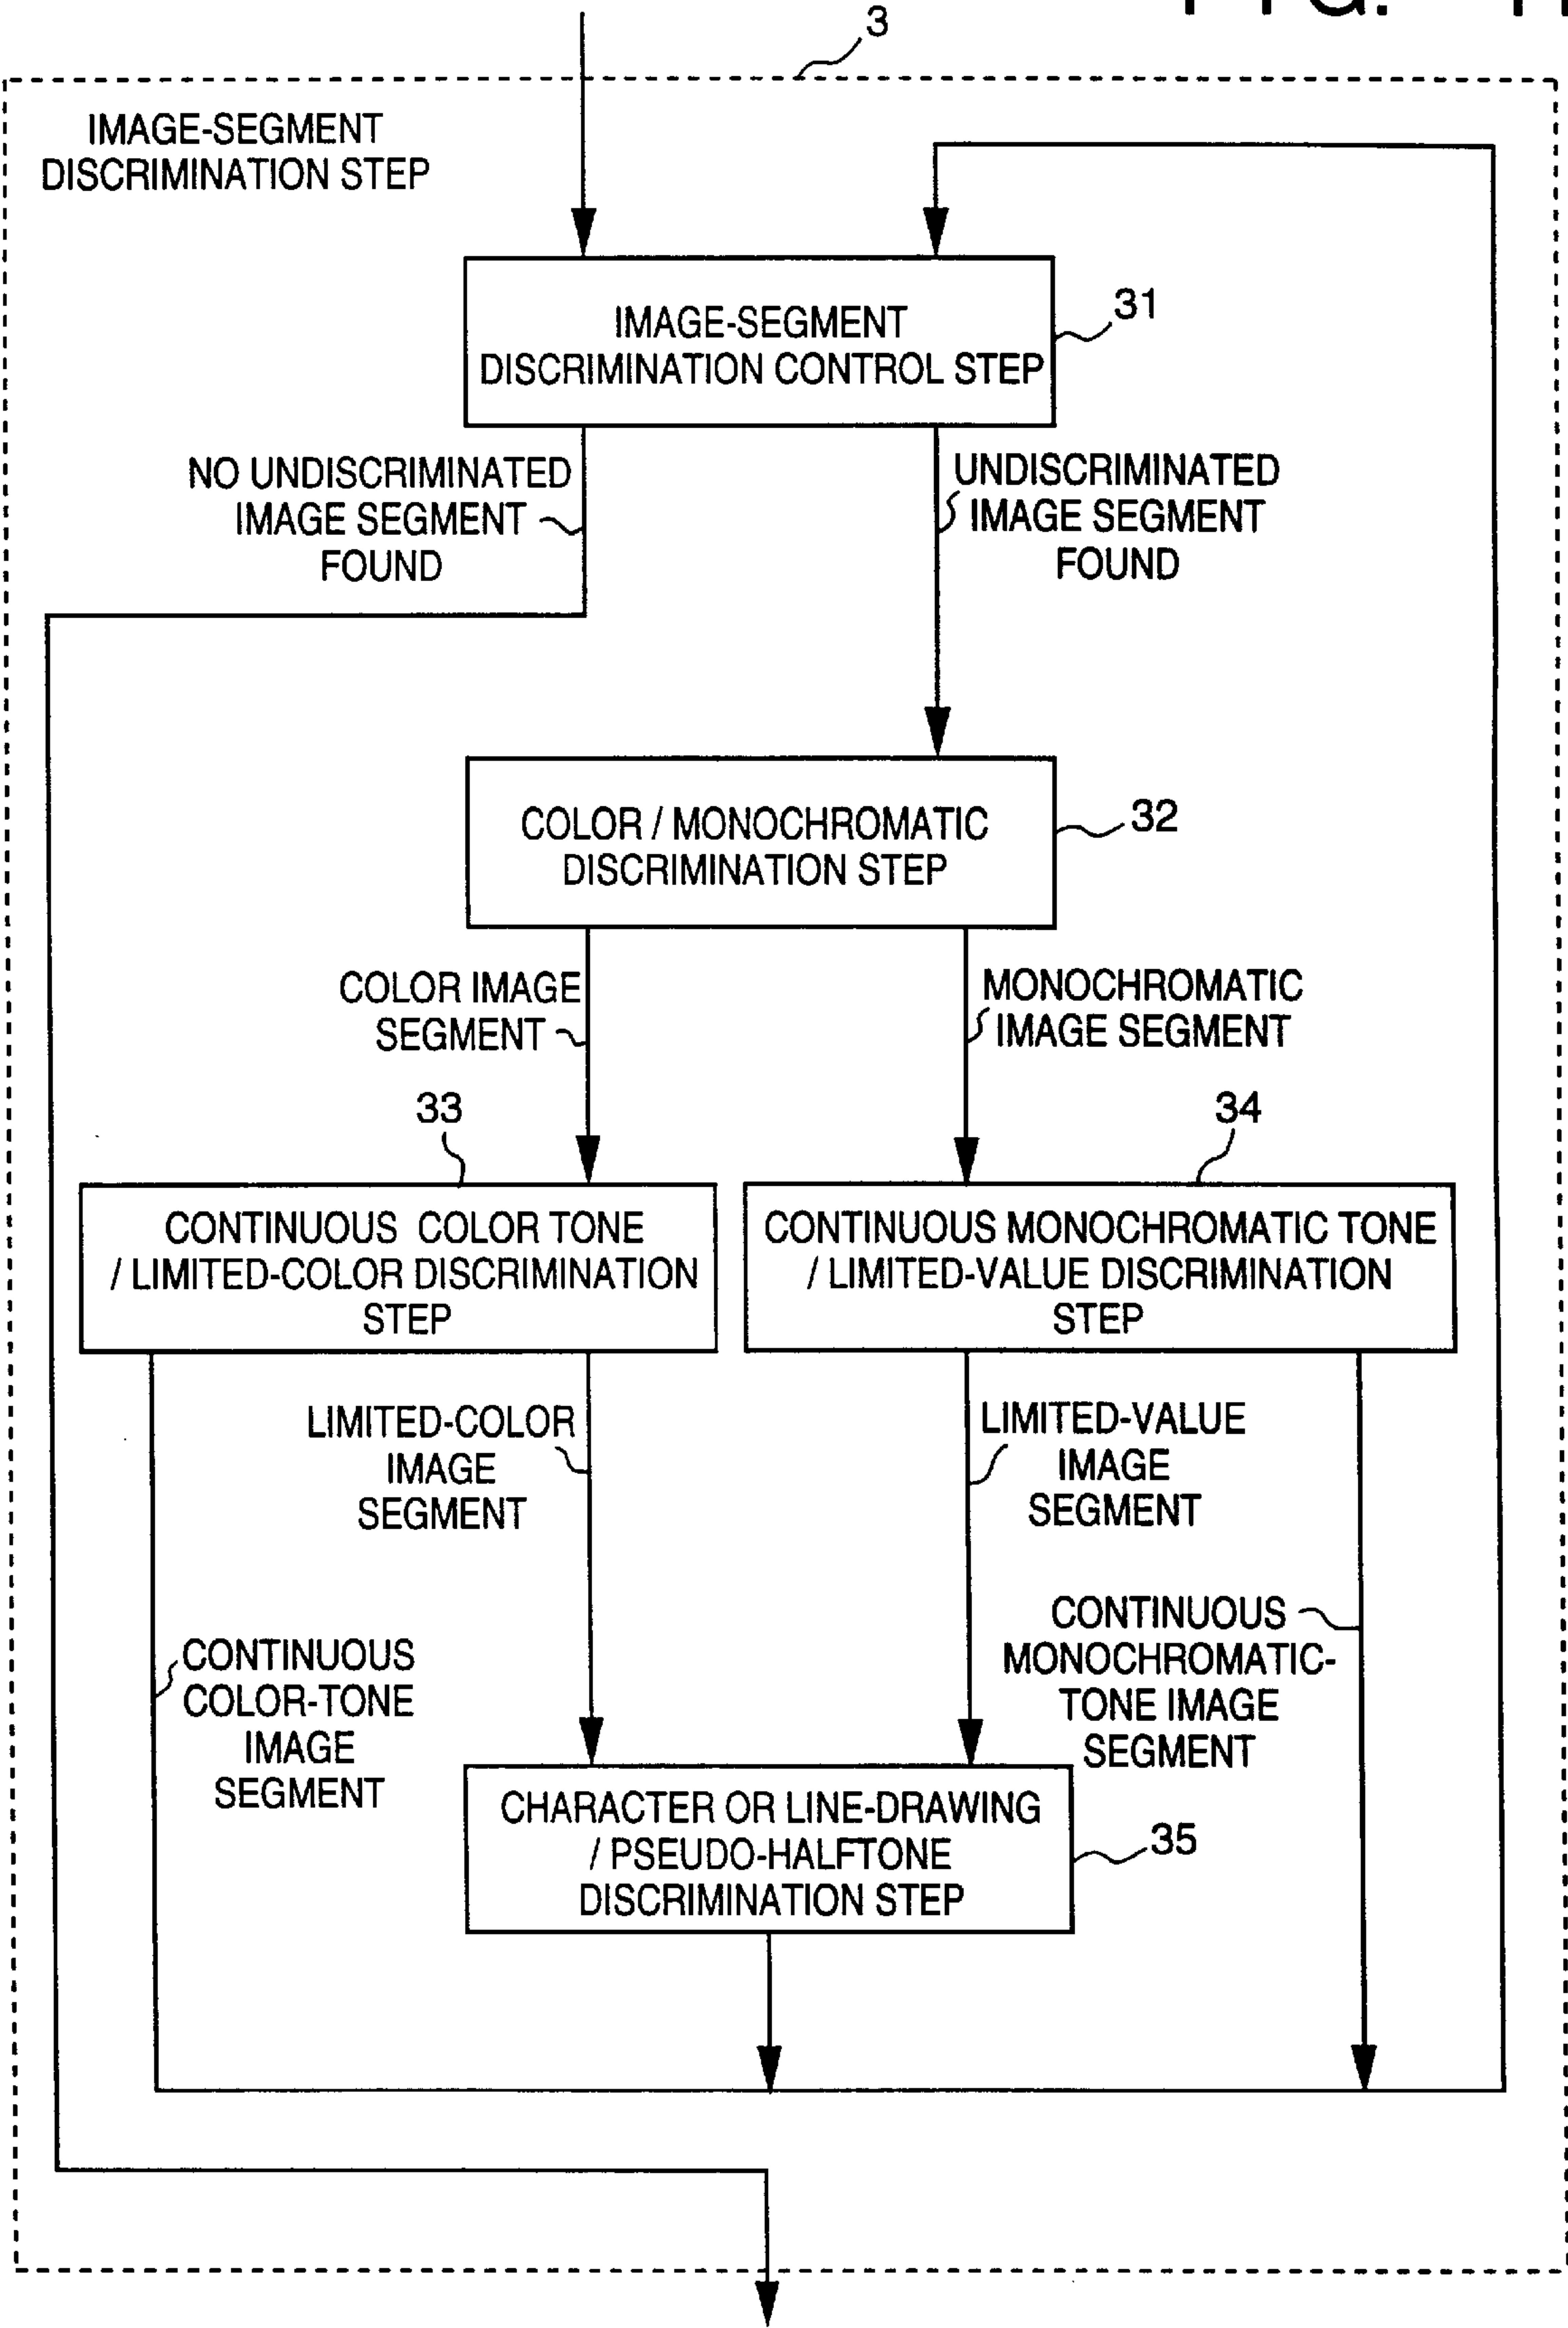 3
IMAGE-SEGMENT
DISCRIMINATION STEP
IMAGE-SEGMENT
DISCRIMINATION CONTROL STEP
31
NO UNDISCRIMINATED
IMAGE SEGMENT
FOUND
UNDISCRIMINATED
IMAGE SEGMENT
FOUND
COLOR / MONOCHROMATIC
DISCRIMINATION STEP
32
COLOR IMAGE
SEGMENT
MONOCHROMATIC
IMAGE SEGMENT
33
34
CONTINUOUS COLOR TONE
/ LIMITED-COLOR DISCRIMINATION
STEP
CONTINUOUS MONOCHROMATIC TONE
/ LIMITED-VALUE DISCRIMINATION
STEP
LIMITED-COLOR
IMAGE
SEGMENT
LIMITED-VALUE
IMAGE
SEGMENT
CONTINUOUS
COLOR-TONE
IMAGE
SEGMENT
CONTINUOUS
MONOCHROMATIC-
TONE IMAGE
SEGMENT
CHARACTER OR LINE-DRAWING
/ PSEUDO-HALFTONE
DISCRIMINATION STEP
35